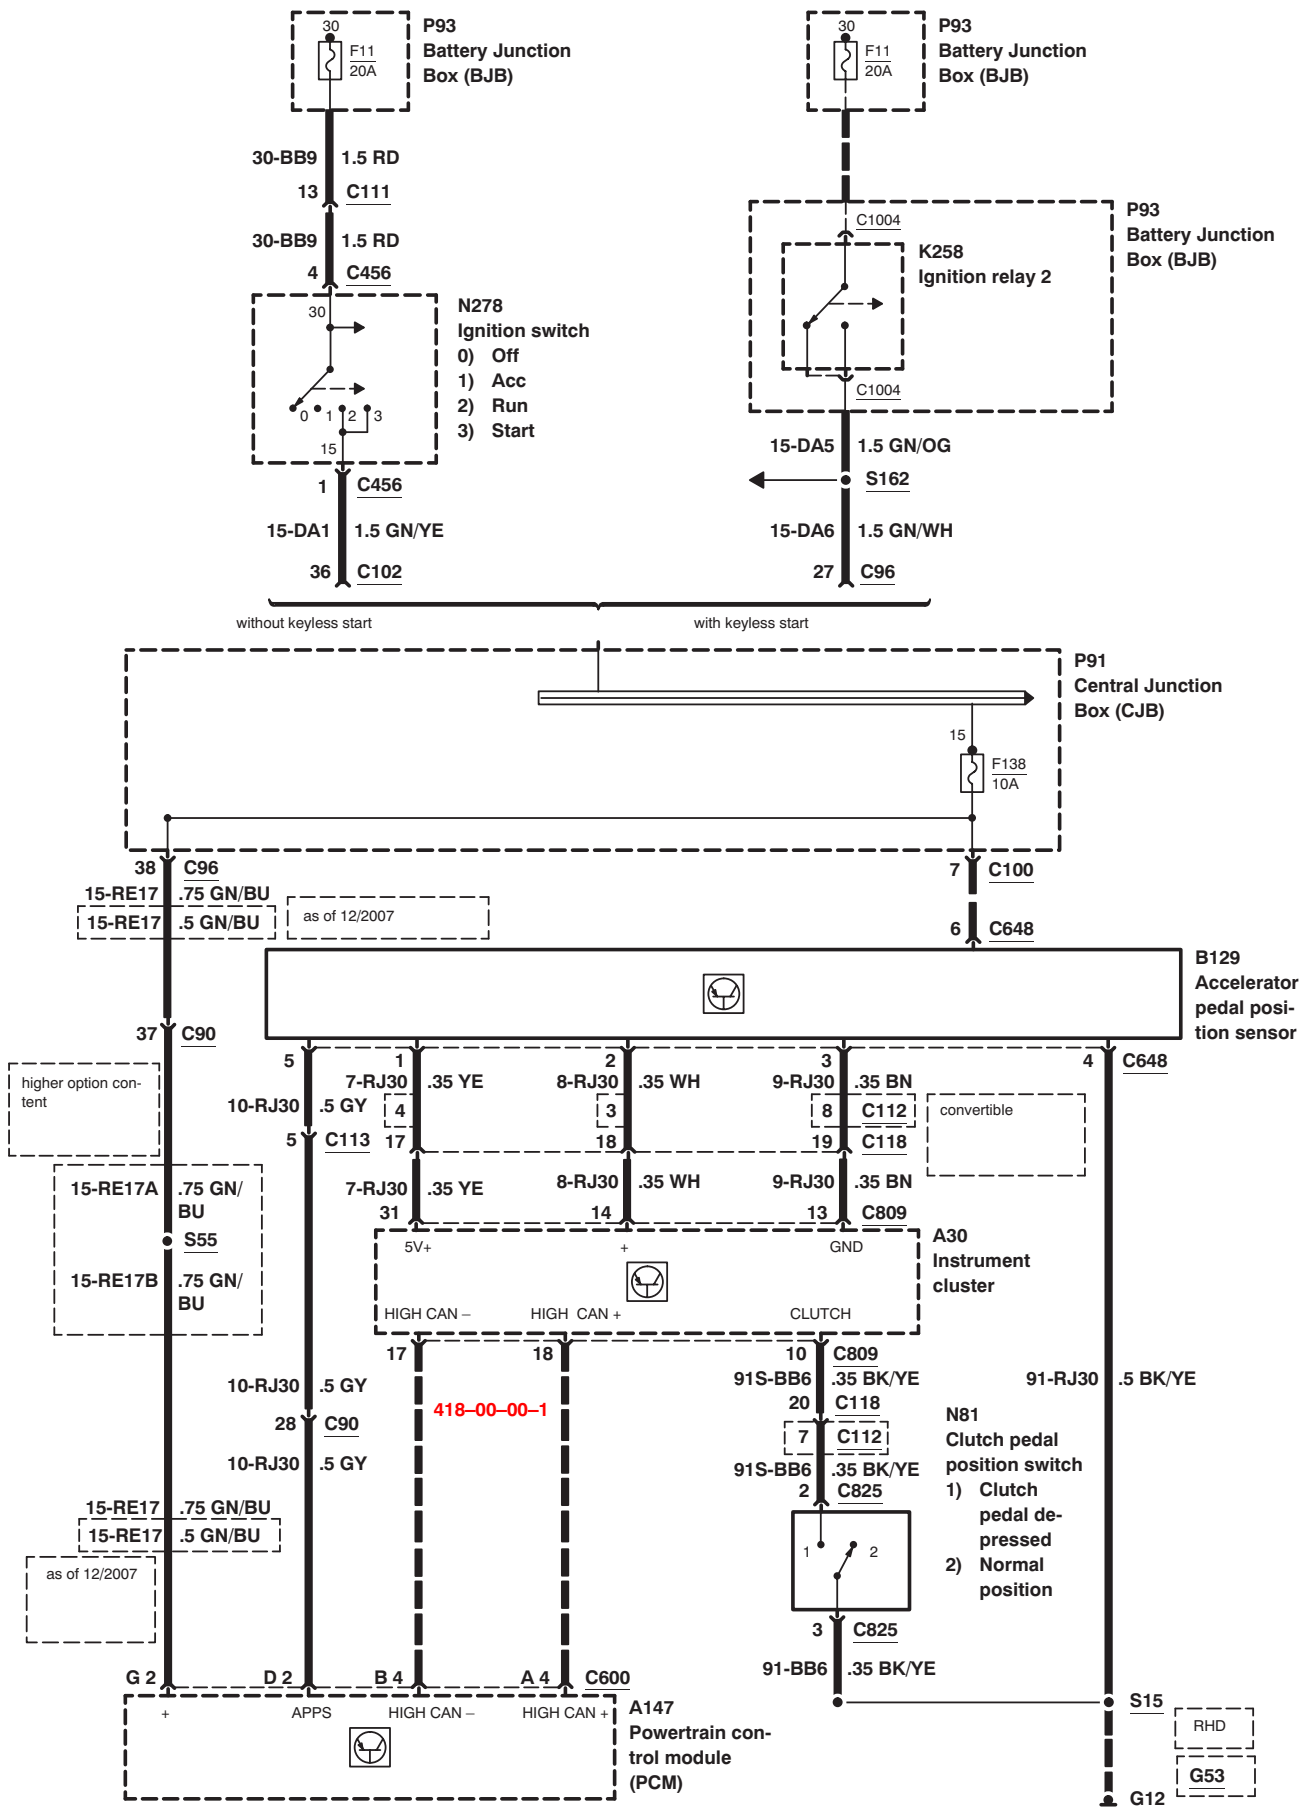 30
F11
20A
P93
Battery Junction
Box (BJB)
30
F11
20A
P93
Battery Junction
Box (BJB)
30-BB9 1.5 RD
13 C111
30-BB9 1.5 RD
4 C456
C1004
P93
Battery Junction
Box (BJB)
K258
Ignition relay 2
30
N278
Ignition switch
0) Off
1) Acc
2) Run
3) Start
0 1 2 3
15
C1004
1 C456
15-DA1 1.5 GN/YE
36 C102
15-DA5 1.5 GN/OG
S162
15-DA6 1.5 GN/WH
27 C96
without keyless start
with keyless start
P91
Central Junction
Box (CJB)
15
F138
10A
38 C96
15-RE17 .75 GN/BU
15-RE17 .5 GN/BU
as of 12/2007
7 C100
6 C648
B129
Accelerator
pedal posi-
tion sensor
37 C90
5 1 2 3 4 C648
higher option con-
tent
7-RJ30 .35 YE
8-RJ30 .35 WH
9-RJ30 .35 BN
10-RJ30 .5 GY
4 3 8 C112
convertible
5 C113
17 18 19 C118
15-RE17A .75 GN/
BU
7-RJ30 .35 YE
8-RJ30 .35 WH
9-RJ30 .35 BN
31 14 13 C809
S55
15-RE17B .75 GN/
BU
5V+ + GND
A30
Instrument
cluster
HIGH CAN – HIGH CAN + CLUTCH
17 18 10 C809
10-RJ30 .5 GY
91S-BB6 .35 BK/YE
91-RJ30 .5 BK/YE
418–00–00–1
20 C118
28 C90
7 C112
10-RJ30 .5 GY
91S-BB6 .35 BK/YE
2 C825
N81
Clutch pedal
position switch
1) Clutch
pedal de-
pressed
2) Normal
position
15-RE17 .75 GN/BU
15-RE17 .5 GN/BU
as of 12/2007
1 2
3 C825
91-BB6 .35 BK/YE
G 2 D 2 B 4 A 4 C600
+ APPS HIGH CAN – HIGH CAN +
A147
Powertrain con-
trol module
(PCM)
S15
RHD
G53
G12